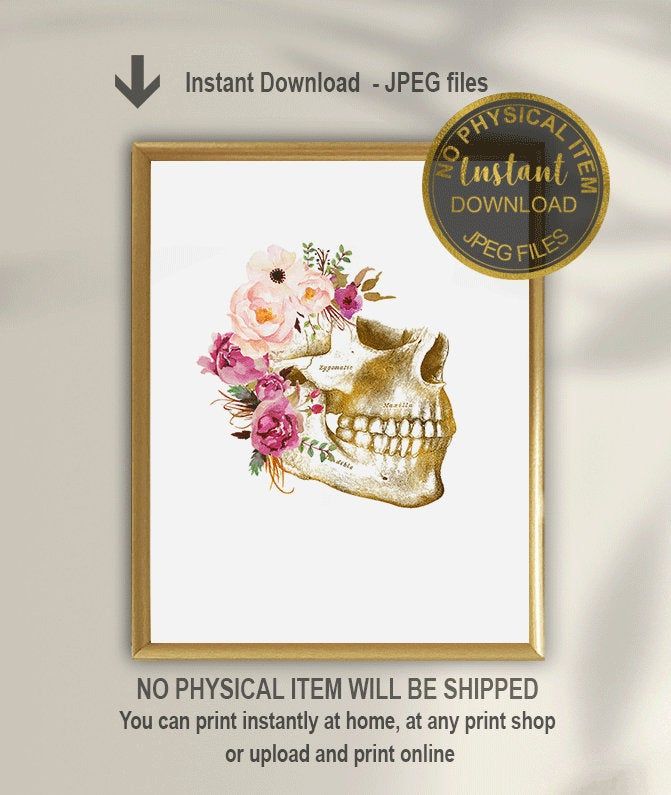 Instant Download - JPEG files
NO PHYSICAL ITEM
Instant
DOWNLOAD
JPEG FILES
Zygomatic
Maxilla
NO PHYSICAL ITEM WILL BE SHIPPED
You can print instantly at home, at any print shop
or upload and print online